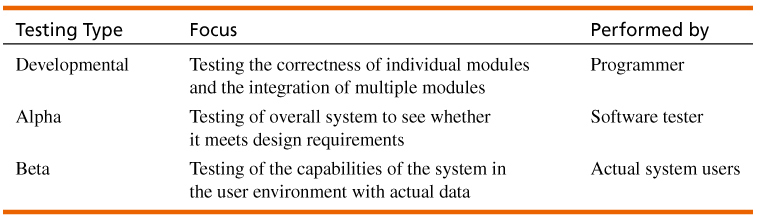 Testing Type Focus Performed by
Developmental Testing the correctness of individual modules Programmer
and the integration of multiple modules
Alpha Testing of overall system to see whether Software tester
it meets design requirements
Beta Testing of the capabilities of the system in Actual system users
the user environment with actual data